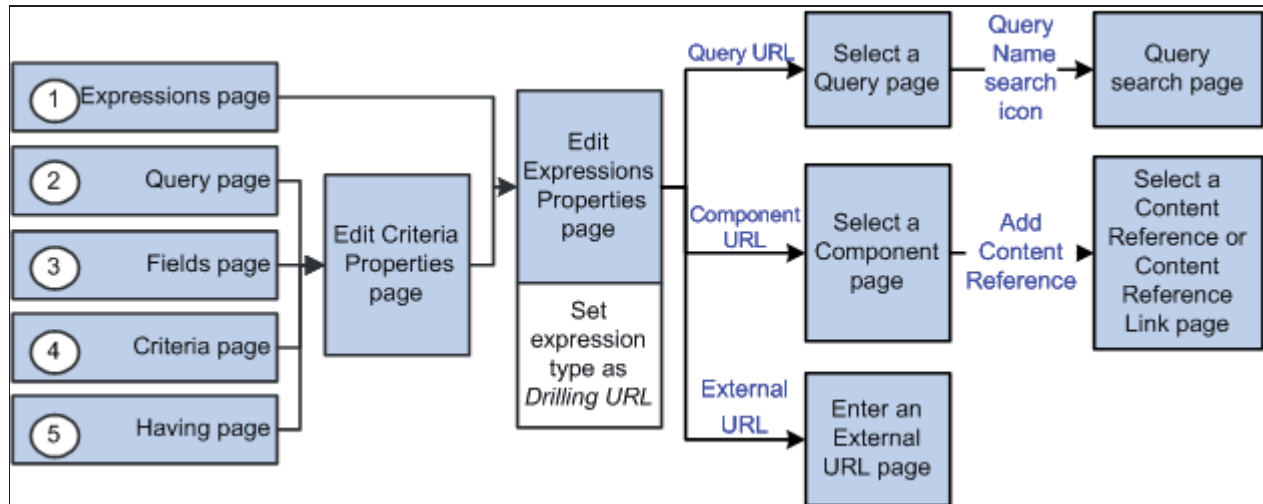 1 Expressions page
2 Query page
3 Fields page
4 Criteria page
5 Having page
Edit Criteria
Properties
page
Edit
Expressions
Properties
page
Set
expression
type as
Drilling URL
Query URL
Select a
Query page
Query
Name
search
icon
Query
search page
Component
URL
Select a
Component
page
Add
Content
Reference
Select a
Content
Reference or
Content
Reference
Link page
External
URL
Enter an
External
URL page